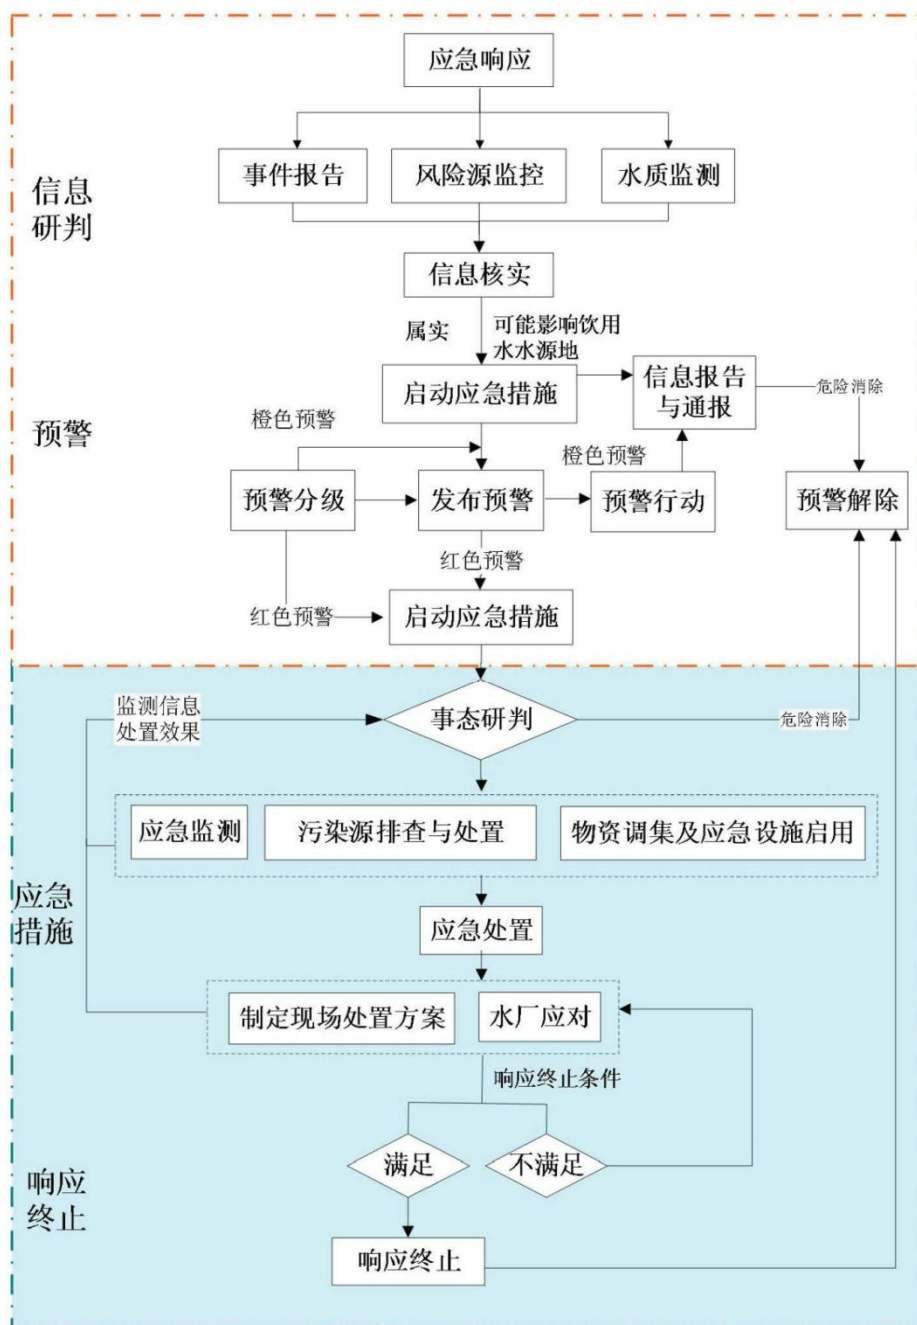 应急响应
事件报告
风险源监控
水质监测
信息
研判
信息核实
属实
可能影响饮用
水水源地
启动应急措施
信息报告
与通报
危险消除
预警
橙色预警
橙色预警
预警分级
发布预警
预警行动
预警解除
红色预警
红色预警
启动应急措施
监测信息
处置效果
事态研判
危险消除
应急监测
污染源排查与处置
物资调集及应急设施启用
应急
措施
应急处置
制定现场处置方案
水厂应对
响应终止条件
满足
不满足
响应
终止
响应终止